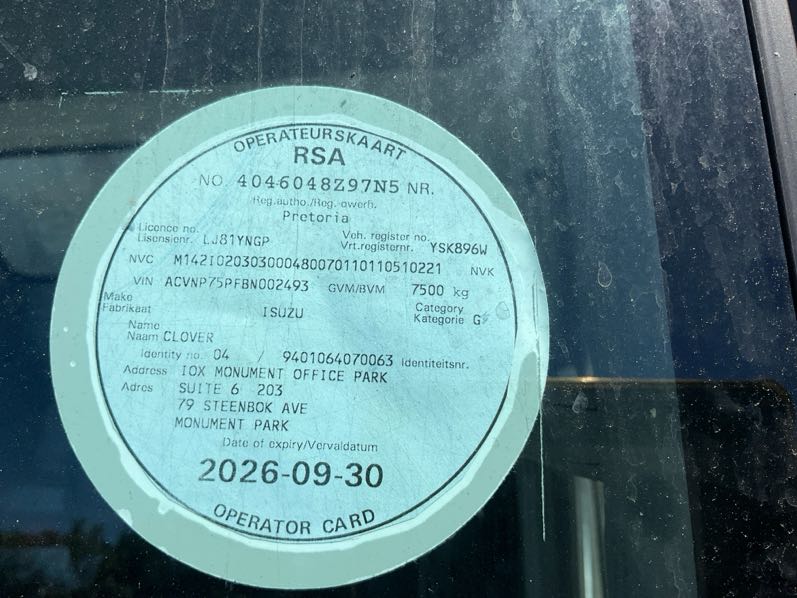 OPERATEURSKAART
RSA
NO. 4046048Z97N5 NR.
Reg.autho./Reg.owerh.
Pretoria
Licence no.
Lisensienr. LJ81YNGP
Veh. register no.
Vrt.registernr. YSK896W
NVC M142I020303000480070110110510221 NVK
VIN ACVNP75PFBN002493 GVM/BVM 7500 kg
Make
Fabrikaat ISUZU
Category
Kategorie G
Name
Naam CLOVER
Identity no. 04 / 9401064070063 Identiteitsnr.
Address IOX MONUMENT OFFICE PARK
Adres SUITE 6 203
79 STEENBOK AVE
MONUMENT PARK
Date of expiry/Vervaldatum
2026-09-30
OPERATOR CARD